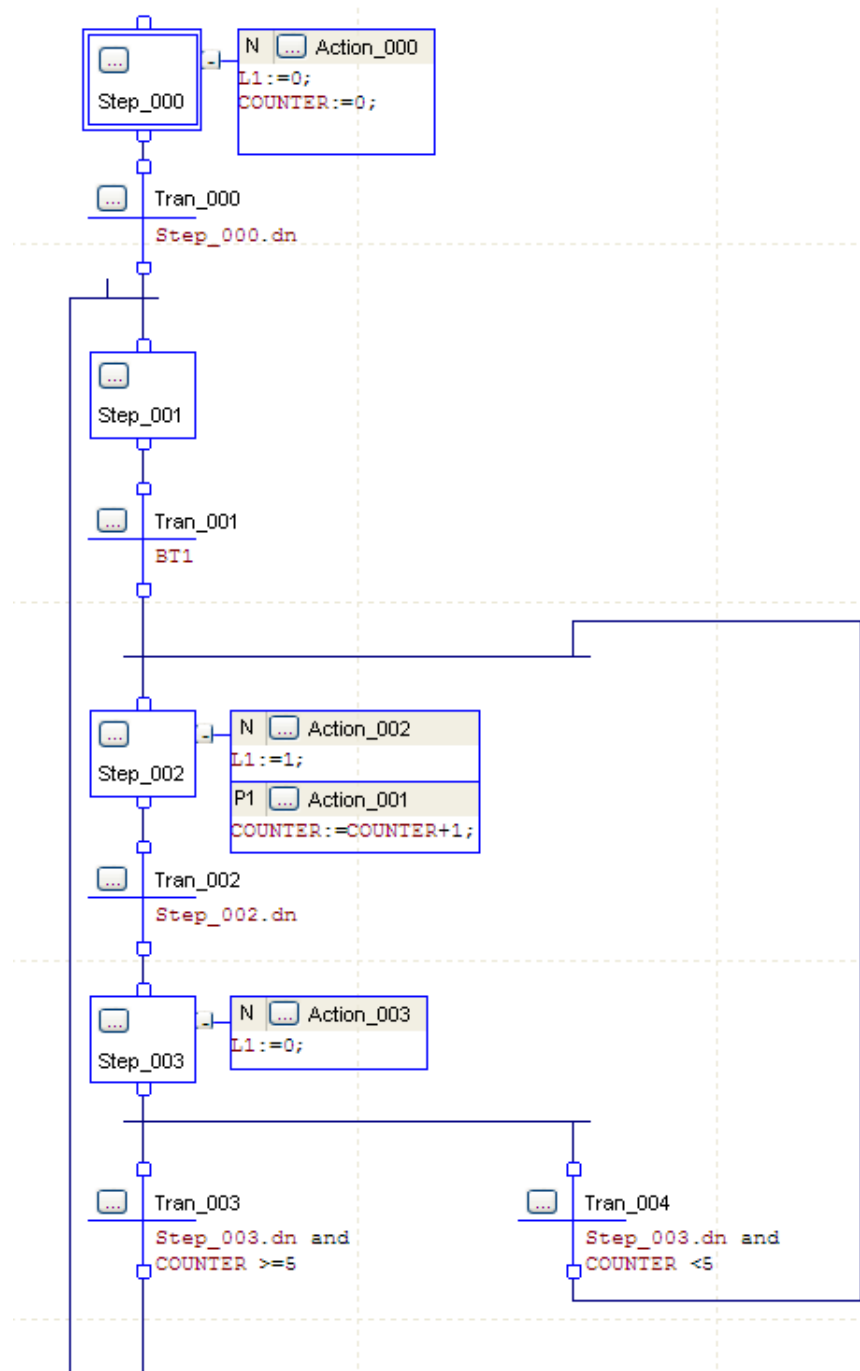 N ... Action_000
...
L1:=0;
Step_000
COUNTER:=0;
... Tran_000
Step_000.dn
...
Step_001
... Tran_001
BT1
N ... Action_002
...
L1:=1;
Step_002
P1 ... Action_001
COUNTER:=COUNTER+1;
... Tran_002
Step_002.dn
N ... Action_003
...
L1:=0;
Step_003
... Tran_003
Step_003.dn and
COUNTER >=5
... Tran_004
Step_003.dn and
COUNTER <5